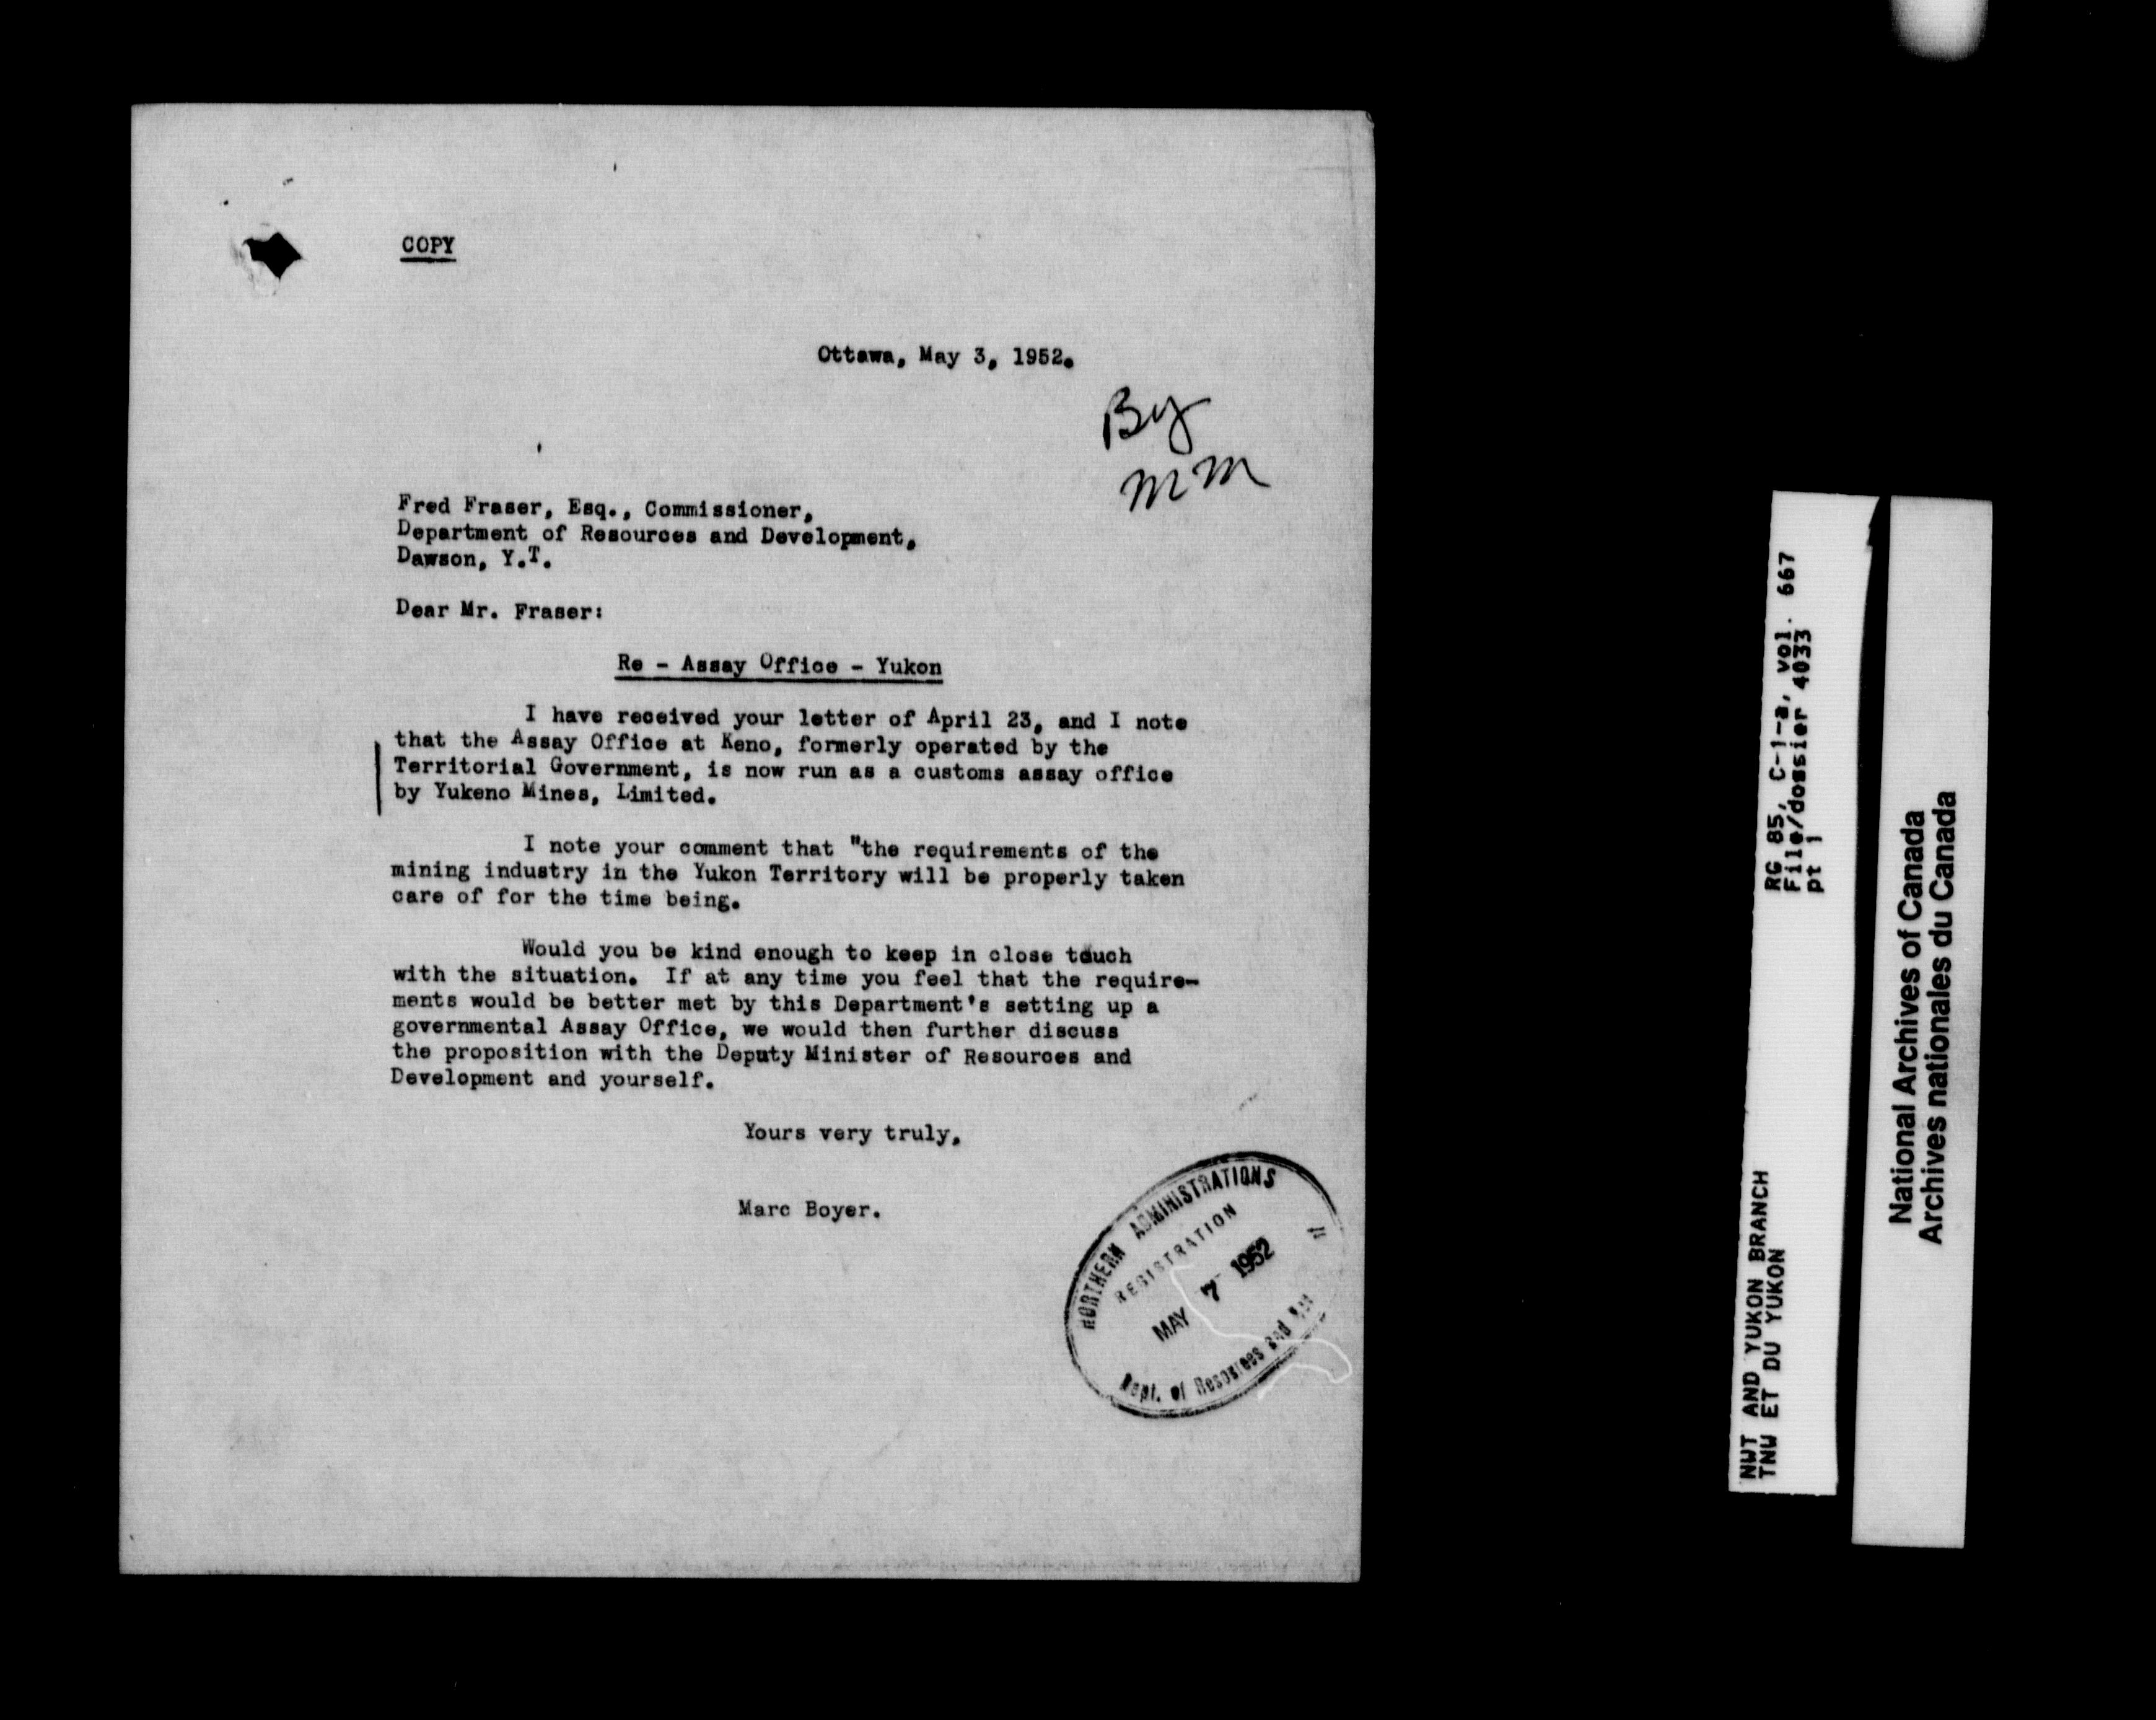 COPY
Ottawa, May 3, 1952.
By
MM
Fred Fraser, Esq., Commissioner,
Department of Resources and Development,
Dawson, Y.T.
Dear Mr. Fraser:
Re - Assay Office - Yukon
I have received your letter of April 23, and I note
that the Assay Office at Keno, formerly operated by the
Territorial Government, is now run as a customs assay office
by Yukeno Mines, Limited.
I note your comment that "the requirements of the
mining industry in the Yukon Territory will be properly taken
care of for the time being.
Would you be kind enough to keep in close touch
with the situation. If at any time you feel that the require-
ments would be better met by this Department's setting up a
governmental Assay Office, we would then further discuss
the proposition with the Deputy Minister of Resources and
Development and yourself.
Yours very truly,
Marc Boyer.
NORTHERN ADMINISTRATIONS
REGISTRATION
MAY 7 1952
Dept. of Resources and
RG 85, C-1-a, vol. 667
File/dossier 4033
pt 1
NWT AND YUKON BRANCH
TNW ET DU YUKON
National Archives of Canada
Archives nationales du Canada